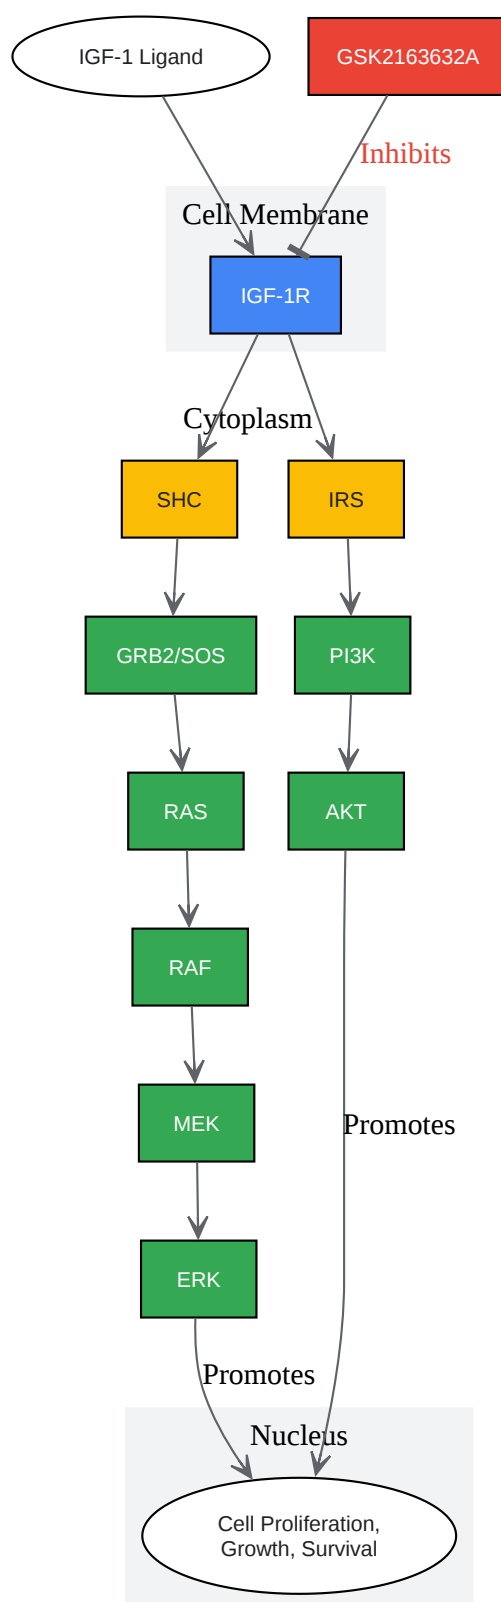 IGF-1 Ligand
GSK2163632A
Inhibits
Cell Membrane
IGF-1R
Cytoplasm
SHC
IRS
GRB2/SOS
PI3K
RAS
AKT
RAF
MEK
Promotes
ERK
Promotes
Nucleus
Cell Proliferation,
Growth, Survival